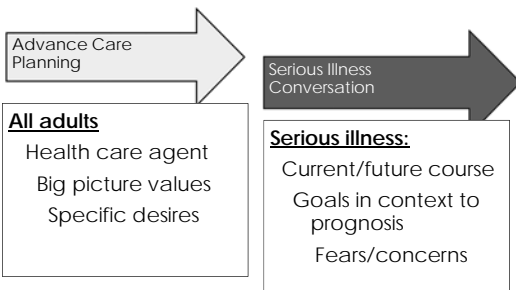 Advance Care
Planning
All adults
Health care agent
Big picture values
Specific desires
Serious Illness
Conversation
Serious illness:
Current/future course
Goals in context to
prognosis
Fears/concerns